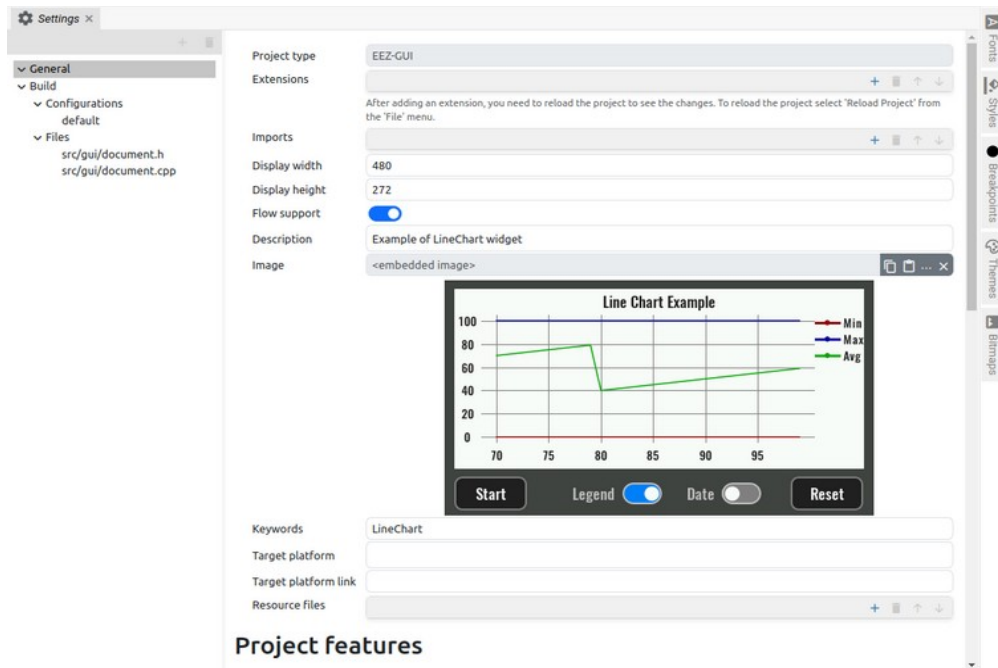 Settings ×
General
Build
Configurations
default
Files
src/gui/document.h
src/gui/document.cpp
Project type EEZ-GUI
Extensions
After adding an extension, you need to reload the project to see the changes. To reload the project select 'Reload Project' from
the 'File' menu.
Imports
Display width 480
Display height 272
Flow support
Description Example of LineChart widget
Image <embedded image>
Line Chart Example
100
80
60
40
20
0
70 75 80 85 90 95
Min
Max
Avg
Start Legend Date Reset
Keywords LineChart
Target platform
Target platform link
Resource files
Project features
Fonts
Styles
Breakpoints
Themes
Bitmaps